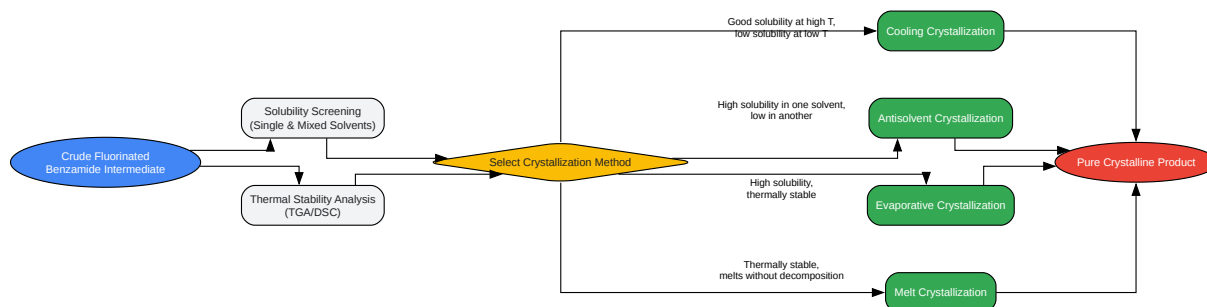 Crude Fluorinated
Benzamide Intermediate
Solubility Screening
(Single & Mixed Solvents)
Thermal Stability Analysis
(TGA/DSC)
Select Crystallization Method
Good solubility at high T,
low solubility at low T
Cooling Crystallization
High solubility in one solvent,
low in another
Antisolvent Crystallization
High solubility,
thermally stable
Evaporative Crystallization
Thermally stable,
melts without decomposition
Melt Crystallization
Pure Crystalline Product